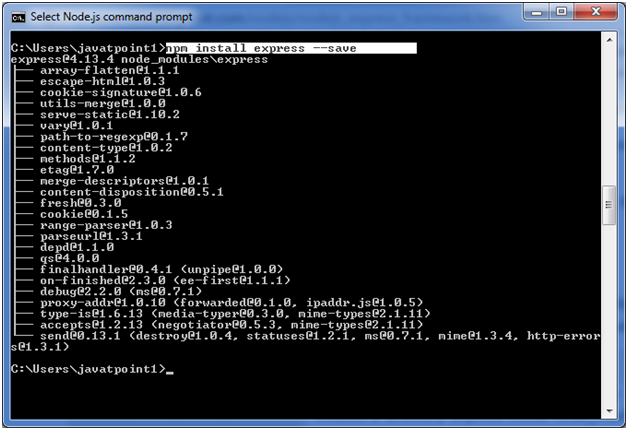 Select Node.js command prompt
C:\Users\javatpoint1>npm install express --save
express@4.13.4 node_modules\express
├── array-flatten@1.1.1
├── escape-html@1.0.3
├── cookie-signature@1.0.6
├── utils-merge@1.0.0
├── serve-static@1.10.2
├── vary@1.0.1
├── path-to-regexp@0.1.7
├── content-type@1.0.2
├── methods@1.1.2
├── etag@1.7.0
├── merge-descriptors@1.0.1
├── content-disposition@0.5.1
├── fresh@0.3.0
├── cookie@0.1.5
├── range-parser@1.0.3
├── parseurl@1.3.1
├── depd@1.1.0
├── qs@4.0.0
├── finalhandler@0.4.1 (unpipe@1.0.0)
├── on-finished@2.3.0 (ee-first@1.1.1)
├── debug@2.2.0 (ms@0.7.1)
├── proxy-addr@1.0.10 (forwarded@0.1.0, ipaddr.js@1.0.5)
├── type-is@1.6.13 (media-typer@0.3.0, mime-types@2.1.11)
├── accepts@1.2.13 (negotiator@0.5.3, mime-types@2.1.11)
└── send@0.13.1 (destroy@1.0.4, statuses@1.2.1, ms@0.7.1, mime@1.3.4, http-error
s@1.3.1)
C:\Users\javatpoint1>_